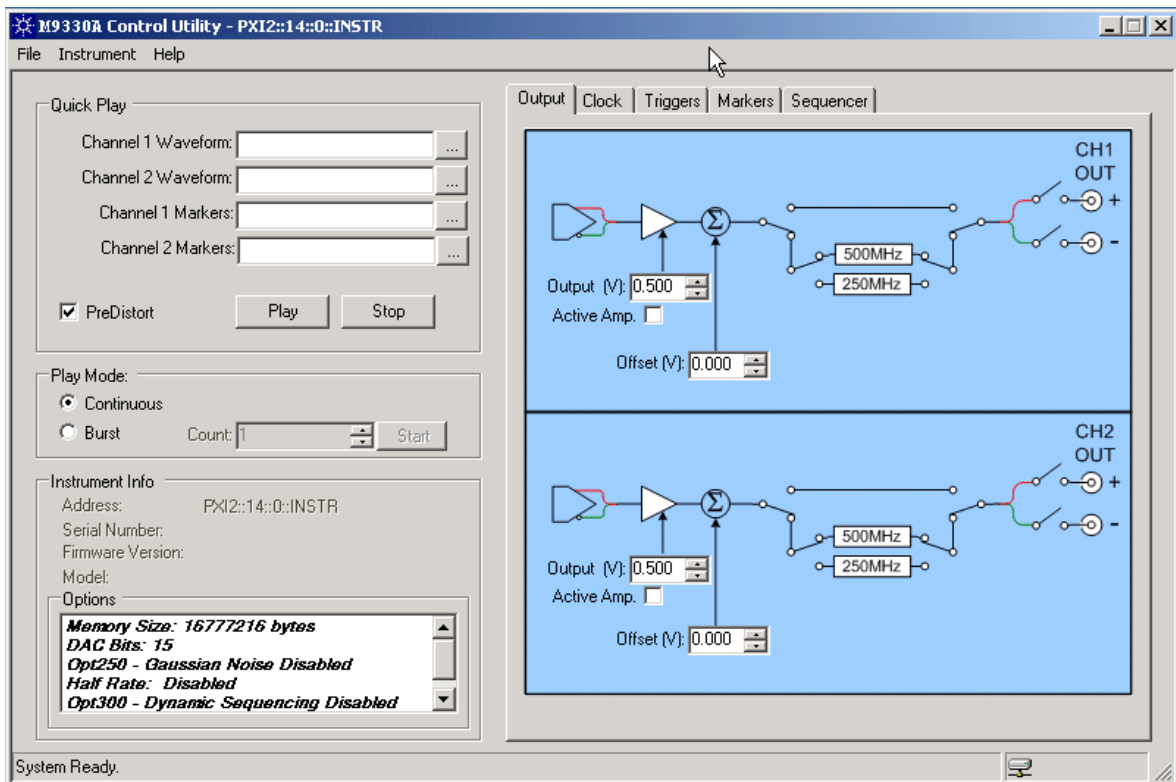 M9330A Control Utility - PXI2::14::0::INSTR
File Instrument Help
Quick Play
Channel 1 Waveform: ...
Channel 2 Waveform: ...
Channel 1 Markers: ...
Channel 2 Markers: ...
PreDistort Play Stop
Play Mode:
Continuous
Burst Count: 1 Start
Instrument Info
Address: PXI2::14::0::INSTR
Serial Number:
Firmware Version:
Model:
Options
Memory Size: 16777216 bytes
DAC Bits: 15
Opt250 - Gaussian Noise Disabled
Half Rate: Disabled
Opt300 - Dynamic Sequencing Disabled
Output Clock Triggers Markers Sequencer
CH1
OUT
+
-
Σ
500MHz
250MHz
Output (V): 0.500
Active Amp.
Offset (V): 0.000
CH2
OUT
+
-
Σ
500MHz
250MHz
Output (V): 0.500
Active Amp.
Offset (V): 0.000
System Ready.